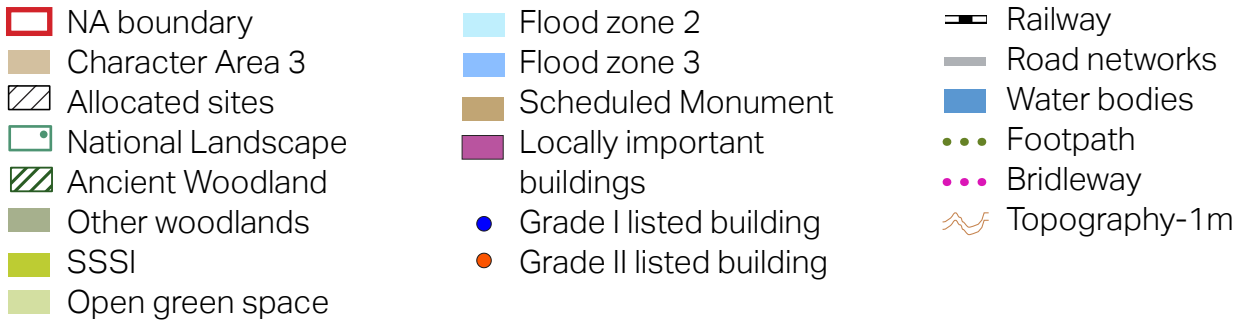 NA boundary
Character Area 3
Allocated sites
National Landscape
Ancient Woodland
Other woodlands
SSSI
Open green space
Flood zone 2
Flood zone 3
Scheduled Monument
Locally important
buildings
Grade I listed building
Grade II listed building
Railway
Road networks
Water bodies
Footpath
Bridleway
Topography-1m